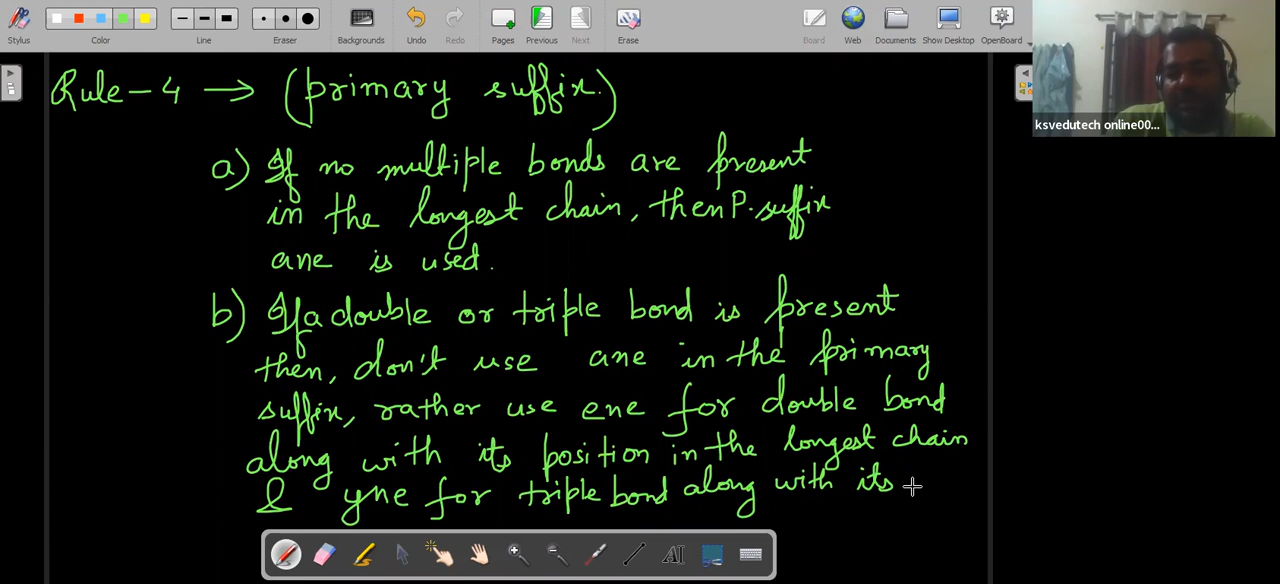 Stylus
Color
Line
Eraser
Backgrounds
Undo
Redo
Pages
Previous
Next
Erase
Board
Web
Documents
Show Desktop
OpenBoard
ksvedutech online00...
Rule-4 → (primary suffix.)
a) If no multiple bonds are present
in the longest chain, then P. suffix
ane is used.
b) If a double or triple bond is present
then, don't use ane in the primary
suffix, rather use ene for double bond
along with its position in the longest chain
& yne for triple bond along with its
AI